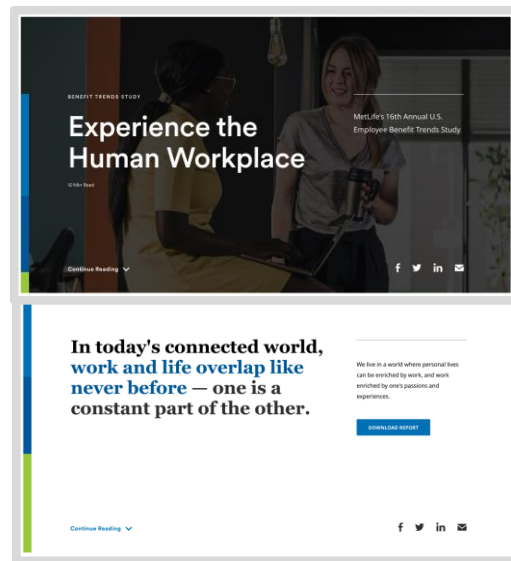 BENEFIT TRENDS STUDY
Experience the
Human Workplace
12 Min Read
MetLife's 16th Annual U.S.
Employee Benefit Trends Study
Continue Reading
In today's connected world,
work and life overlap like
never before — one is a
constant part of the other.
We live in a world where personal lives
can be enriched by work, and work
enriched by one's passions and
experiences.
DOWNLOAD REPORT
Continue Reading